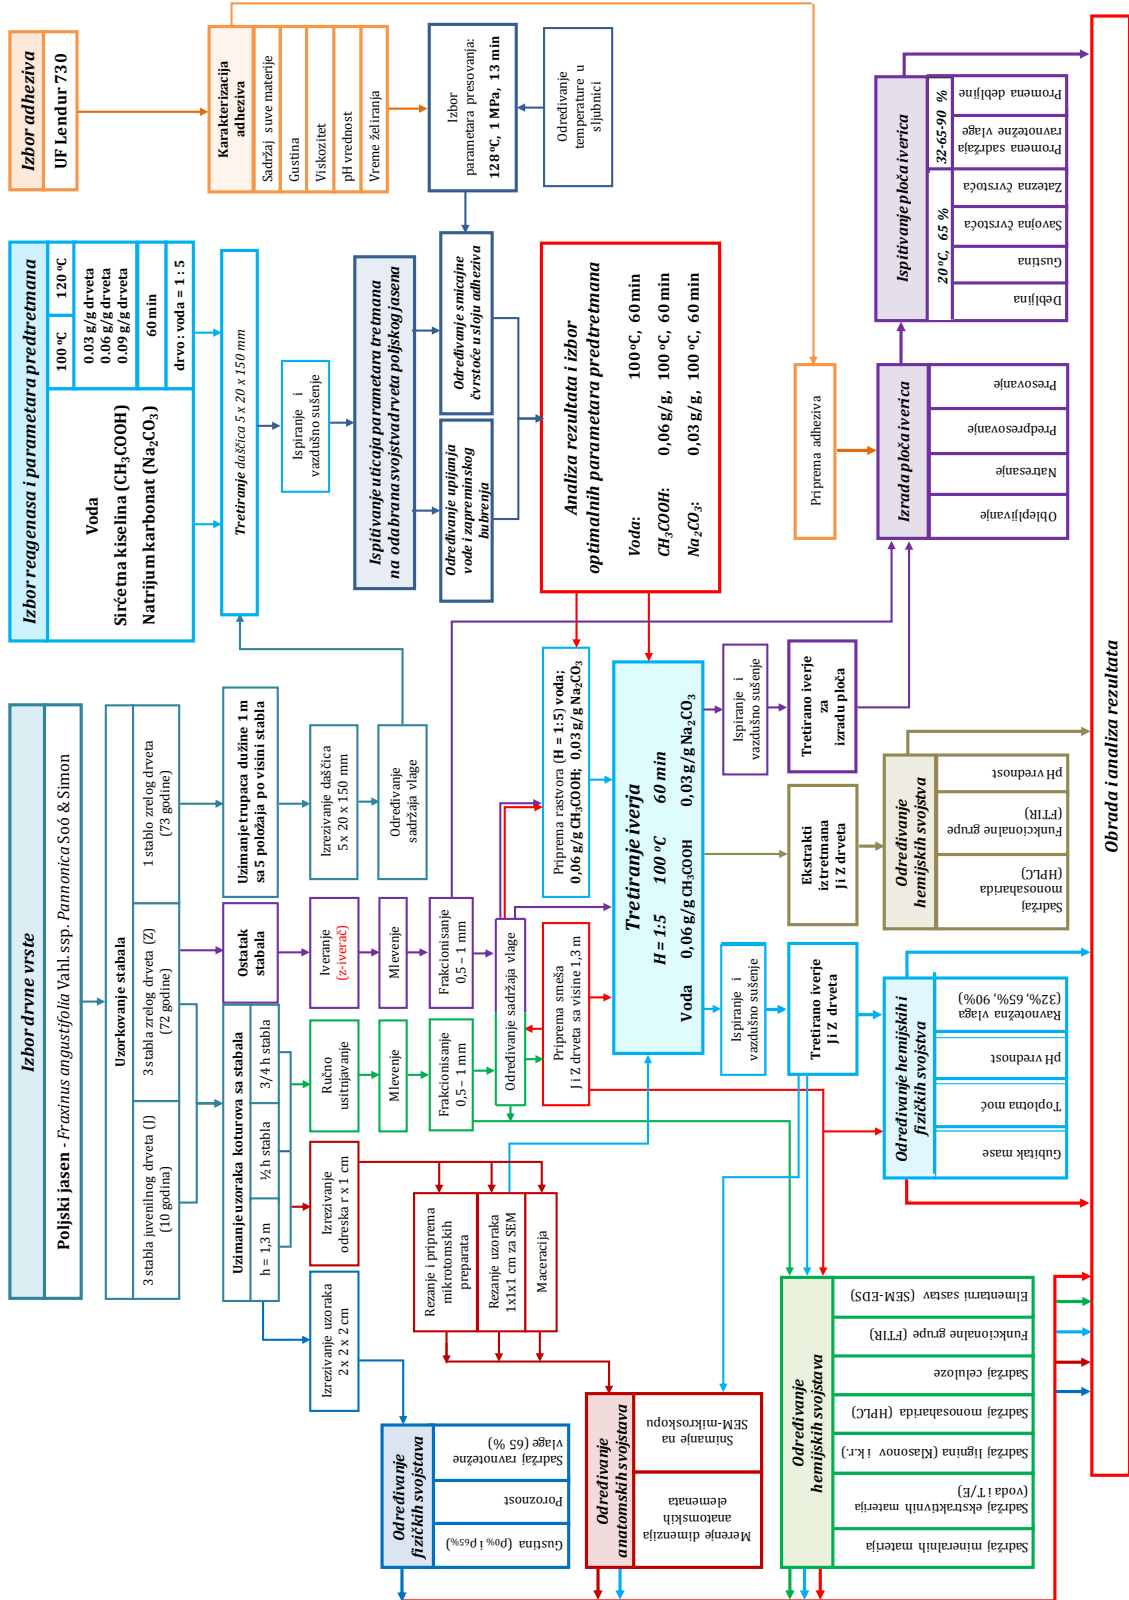 Izbor drvne vrste
Poljski jasen - Fraxinus angustifolia Vahl. ssp. Pannonica Soó & Simon
Uzorkovanje stabala
3 stabla juvenilnog drveta (J)
(10 godina)
3 stabla zrelog drveta (Z)
(72 godine)
1 stablo zrelog drveta
(73 godine)
Uzimanje uzoraka koturova sa stabala
h = 1,3 m
½ h stabla
3/4 h stabla
Ostatak
stabala
Uzimanje trupaca dužine 1 m
sa 5 položaja po visini stabla
Izrezivanje uzoraka
2 x 2 x 2 cm
Izrezivanje
odreska r x 1 cm
Ručno
usitnjavanje
Iveranje
(z-iverač)
Izrezivanje daščica
5 x 20 x 150 mm
Mlevenje
Mlevenje
Određivanje
sadržaja vlage
Rezanje i priprema
mikrotomskih
preparata
Rezanje uzoraka
1x1x1 cm za SEM
Maceracija
Frakcionisanje
0,5 – 1 mm
Frakcionisanje
0,5 – 1 mm
Određivanje sadržaja vlage
Priprema smeša
J i Z drveta sa visine 1,3 m
Priprema rastvora (H = 1:5) voda;
0,06 g/g CH₃COOH; 0,03 g/g Na₂CO₃
Izbor reagenasa i parametara predtretmana
Voda
Sirćetna kiselina (CH₃COOH)
Natrijum karbonat (Na₂CO₃)
100 ºC
120 ºC
0.03 g/g drveta
0.06 g/g drveta
0.09 g/g drveta
60 min
drvo : voda = 1 : 5
Tretiranje daščica 5 x 20 x 150 mm
Ispiranje i
vazdušno sušenje
Ispitivanje uticaja parametara tretmana
na odabrana svojstva drveta poljskog jasena
Određivanje upijanja
vode i zapreminskog
bubrenja
Određivanje smicajne
čvrstoće u sloju adheziva
Analiza rezultata i izbor
optimalnih parametara predtretmana
Voda: 100 ºC, 60 min
CH₃COOH: 0,06 g/g, 100 ºC, 60 min
Na₂CO₃: 0,03 g/g, 100 ºC, 60 min
Izbor adheziva
UF Lendur 730
Karakterizacija
adheziva
Sadržaj suve materije
Gustina
Viskozitet
pH vrednost
Vreme želiranja
Izbor
parametara presovanja:
128 ºC, 1 MPa, 13 min
Određivanje
temperature u
sljubnici
Tretiranje iverja
H = 1:5 100 ºC 60 min
Voda 0,06 g/g CH₃COOH 0,03 g/g Na₂CO₃
Ispiranje i
vazdušno sušenje
Ispiranje i
vazdušno sušenje
Tretirano iverje
J i Z drveta
Ekstrakti
iz tretmana
J i Z drveta
Tretirano iverje
za
izradu ploča
Priprema adheziva
Izrada ploča iverica
Oblepljivanje
Natresanje
Predpresovanje
Presovanje
Ispitivanje ploča iverica
20 ºC, 65 %
32-65-90 %
Debljina
Gustina
Savojna čvrstoća
Zatezna čvrstoća
Promena sadržaja
ravnotežne vlage
Promena debljine
Određivanje
fizičkih svojstava
Gustina (ρ0% i ρ65%)
Poroznost
Sadržaj ravnotežne
vlage (65 %)
Određivanje
anatomskih svojstava
Merenje dimenzija
anatomskih
elemenata
Snimanje na
SEM-mikroskopu
Određivanje
hemijskih svojstava
Sadržaj mineralnih materija
Sadržaj ekstraktivnih materija
(voda i T/E)
Sadržaj lignina (Klasonov i k.r.)
Sadržaj monosaharida (HPLC)
Sadržaj celuloze
Funkcionalne grupe (FTIR)
Elmentarni sastav (SEM-EDS)
Određivanje hemijskih i
fizičkih svojstva
Gubitak mase
Toplotna moć
pH vrednost
Ravnotežna vlaga
(32%, 65%, 90%)
Određivanje
hemijskih svojstva
Sadržaj
monosaharida
(HPLC)
Funkcionalne grupe
(FTIR)
pH vrednost
Obrada i analiza rezultata